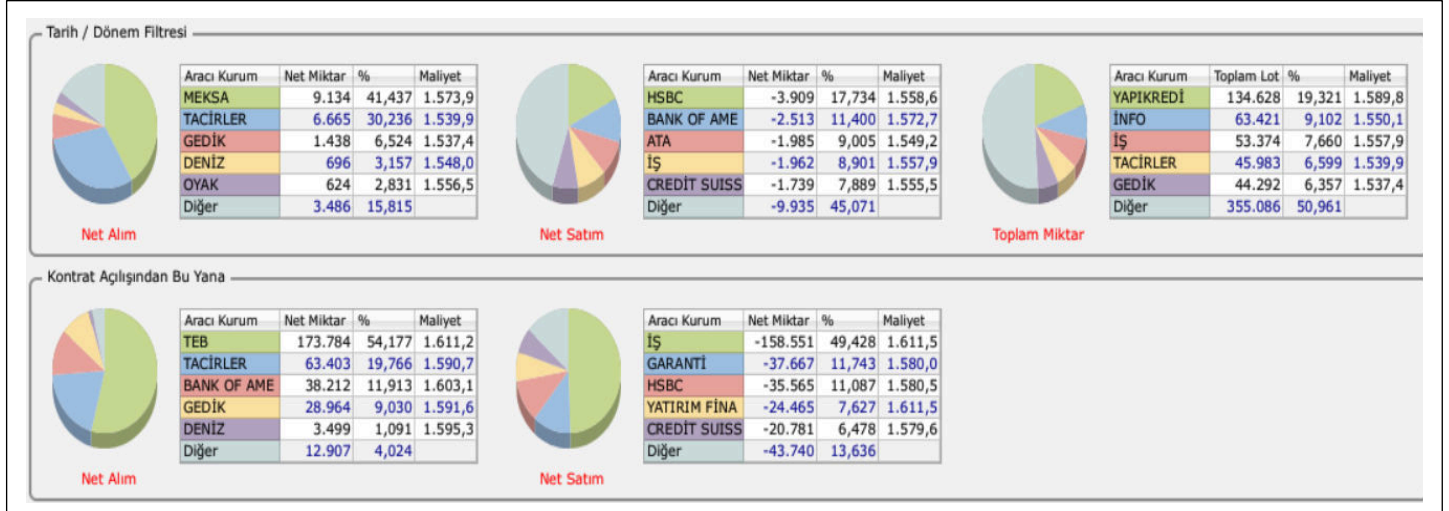 Tarih / Dönem Filtresi
Aracı Kurum Net Miktar % Maliyet
MEKSA 9.134 41,437 1.573,9
TACİRLER 6.665 30,236 1.539,9
GEDİK 1.438 6,524 1.537,4
DENİZ 696 3,157 1.548,0
OYAK 624 2,831 1.556,5
Diğer 3.486 15,815
Net Alım
Aracı Kurum Net Miktar % Maliyet
HSBC -3.909 17,734 1.558,6
BANK OF AME -2.513 11,400 1.572,7
ATA -1.985 9,005 1.549,2
İŞ -1.962 8,901 1.557,9
CREDİT SUISS -1.739 7,889 1.555,5
Diğer -9.935 45,071
Net Satım
Aracı Kurum Toplam Lot % Maliyet
YAPIKREDİ 134.628 19,321 1.589,8
İNFO 63.421 9,102 1.550,1
İŞ 53.374 7,660 1.557,9
TACİRLER 45.983 6,599 1.539,9
GEDİK 44.292 6,357 1.537,4
Diğer 355.086 50,961
Toplam Miktar
Kontrat Açılışından Bu Yana
Aracı Kurum Net Miktar % Maliyet
TEB 173.784 54,177 1.611,2
TACİRLER 63.403 19,766 1.590,7
BANK OF AME 38.212 11,913 1.603,1
GEDİK 28.964 9,030 1.591,6
DENİZ 3.499 1,091 1.595,3
Diğer 12.907 4,024
Net Alım
Aracı Kurum Net Miktar % Maliyet
İŞ -158.551 49,428 1.611,5
GARANTİ -37.667 11,743 1.580,0
HSBC -35.565 11,087 1.580,5
YATIRIM FİNA -24.465 7,627 1.611,5
CREDİT SUISS -20.781 6,478 1.579,6
Diğer -43.740 13,636
Net Satım